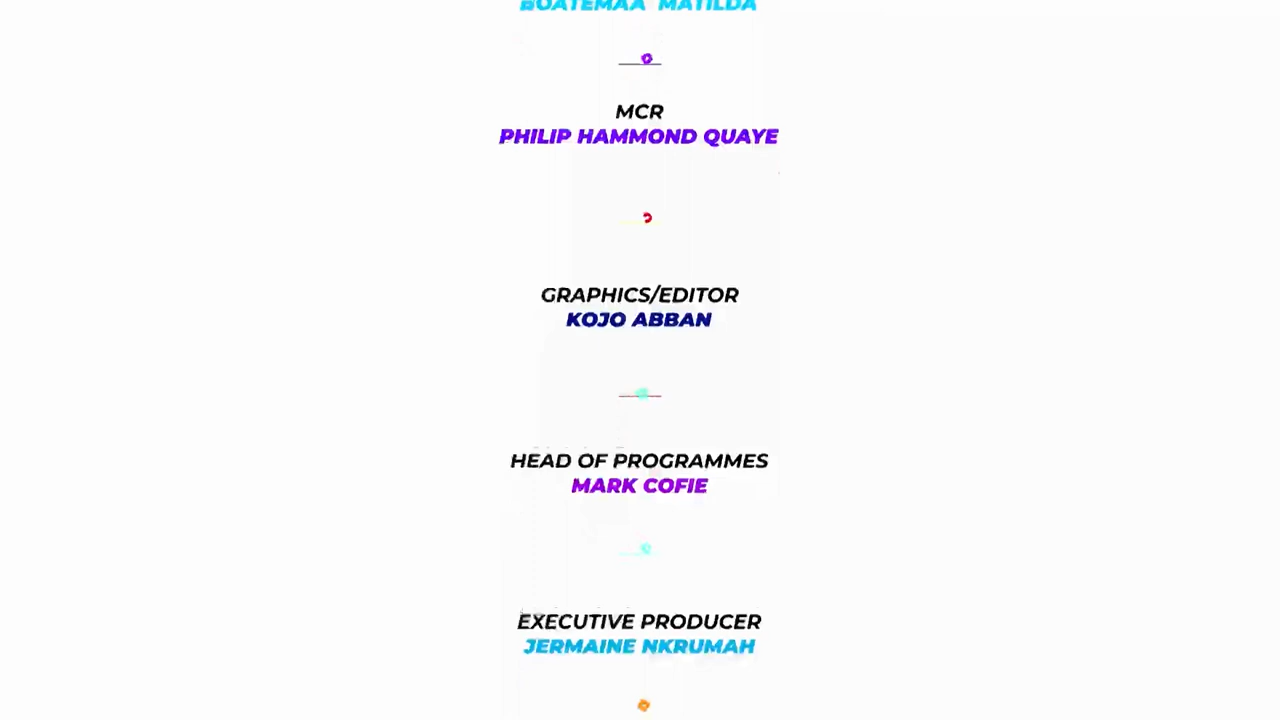 BOATEMAA MATILDA
MCR
PHILIP HAMMOND QUAYE
GRAPHICS/EDITOR
KOJO ABBAN
HEAD OF PROGRAMMES
MARK COFIE
EXECUTIVE PRODUCER
JERMAINE NKRUMAH